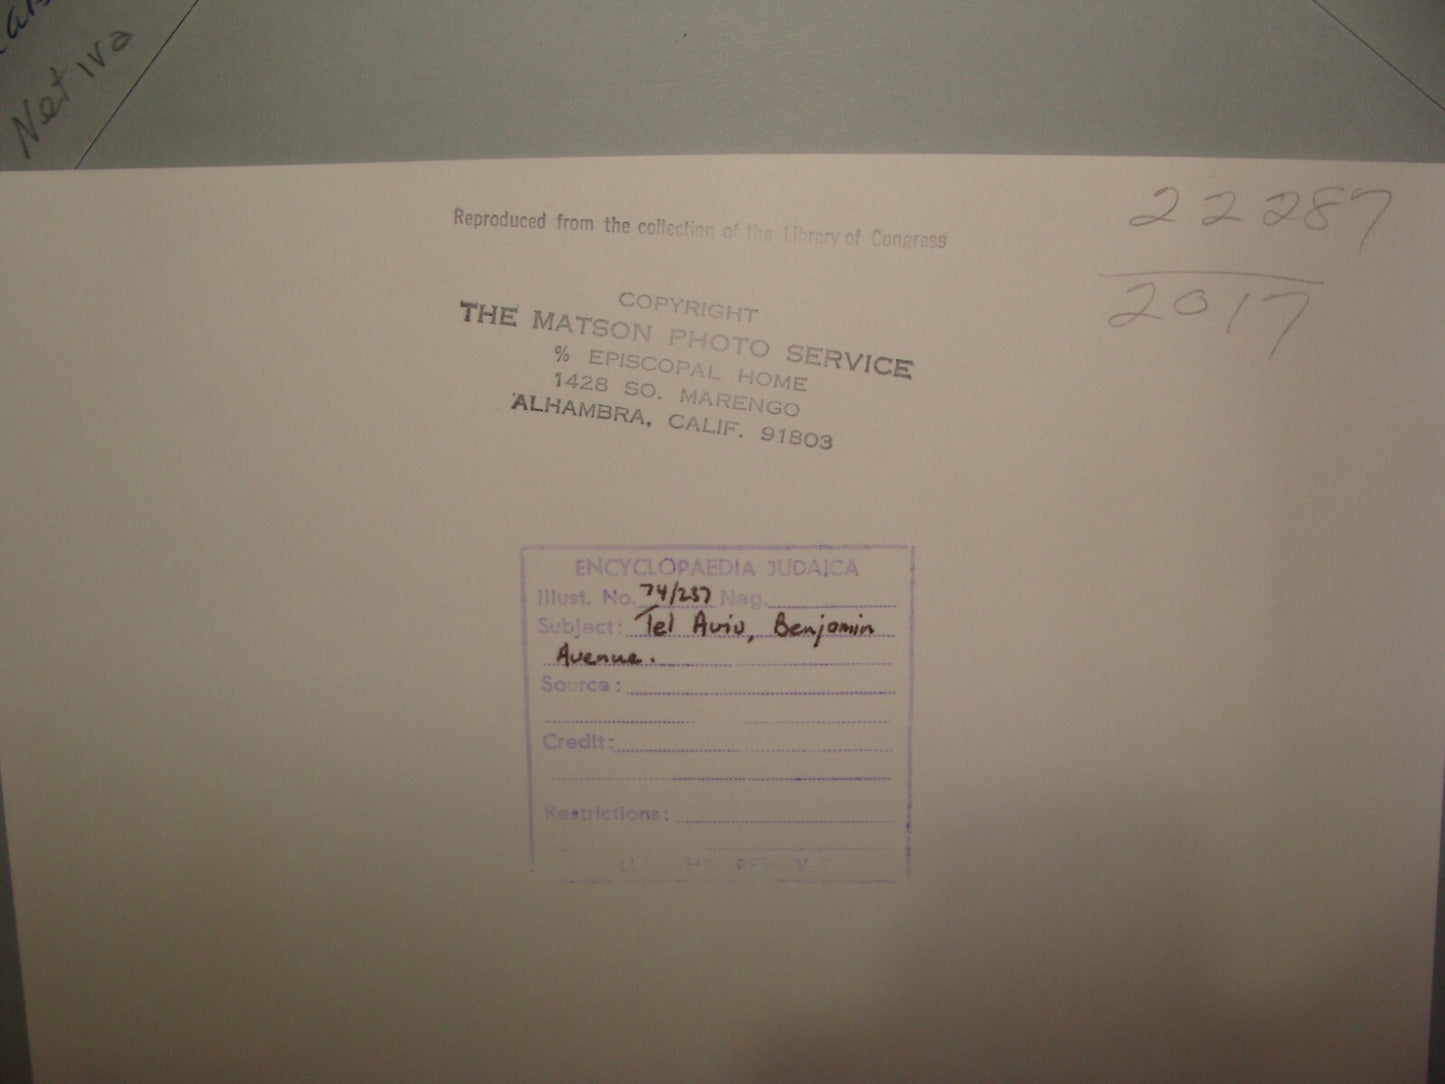 Netiva
Reproduced from the collection of the Library of Congress
22287
2017
COPYRIGHT
THE MATSON PHOTO SERVICE
% EPISCOPAL HOME
1428 SO. MARENGO
ALHAMBRA, CALIF. 91803
ENCYCLOPAEDIA JUDAICA
Illust. No. 74/237 Neg.
Subject: Tel Aviv, Benjamin
Avenue.
Source:
Credit:
Restrictions: